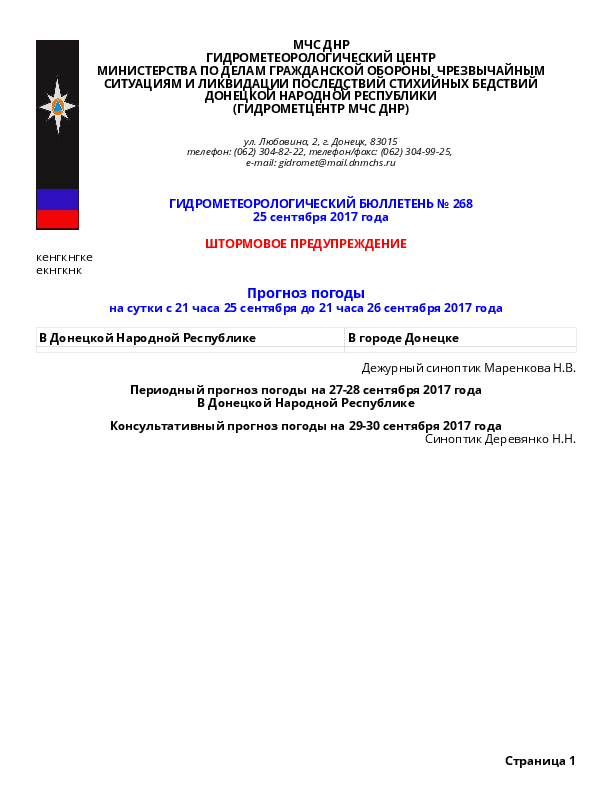 МЧС ДНР
ГИДРОМЕТЕОРОЛОГИЧЕСКИЙ ЦЕНТР
МИНИСТЕРСТВА ПО ДЕЛАМ ГРАЖДАНСКОЙ ОБОРОНЫ, ЧРЕЗВЫЧАЙНЫМ
СИТУАЦИЯМ И ЛИКВИДАЦИИ ПОСЛЕДСТВИЙ СТИХИЙНЫХ БЕДСТВИЙ
ДОНЕЦКОЙ НАРОДНОЙ РЕСПУБЛИКИ
(ГИДРОМЕТЦЕНТР МЧС ДНР)
ул. Любавина, 2, г. Донецк, 83015
телефон: (062) 304-82-22, телефон/факс: (062) 304-99-25,
e-mail: gidromet@mail.dnmchs.ru
ГИДРОМЕТЕОРОЛОГИЧЕСКИЙ БЮЛЛЕТЕНЬ № 268
25 сентября 2017 года
ШТОРМОВОЕ ПРЕДУПРЕЖДЕНИЕ
кенгкнгке
екнгкнк
Прогноз погоды
на сутки с 21 часа 25 сентября до 21 часа 26 сентября 2017 года
В Донецкой Народной Республике В городе Донецке
Дежурный синоптик Маренкова Н.В.
Периодный прогноз погоды на 27-28 сентября 2017 года
В Донецкой Народной Республике
Консультативный прогноз погоды на 29-30 сентября 2017 года
Синоптик Деревянко Н.Н.
Страница 1